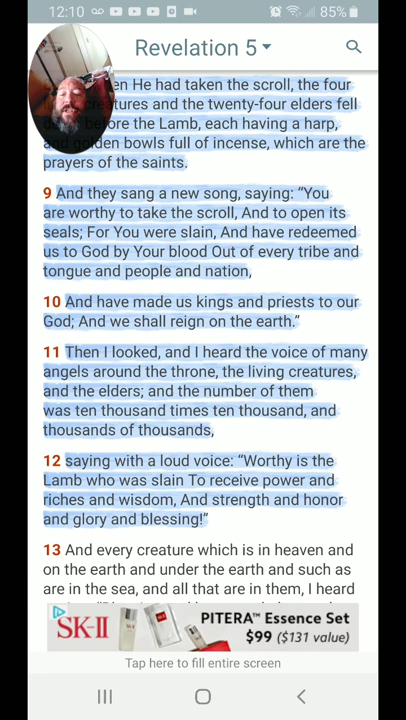 12:10
85%
Revelation 5
en He had taken the scroll, the four
creatures and the twenty-four elders fell
before the Lamb, each having a harp,
and golden bowls full of incense, which are the
prayers of the saints.
9 And they sang a new song, saying: “You
are worthy to take the scroll, And to open its
seals; For You were slain, And have redeemed
us to God by Your blood Out of every tribe and
tongue and people and nation,
10 And have made us kings and priests to our
God; And we shall reign on the earth.”
11 Then I looked, and I heard the voice of many
angels around the throne, the living creatures,
and the elders; and the number of them
was ten thousand times ten thousand, and
thousands of thousands,
12 saying with a loud voice: “Worthy is the
Lamb who was slain To receive power and
riches and wisdom, And strength and honor
and glory and blessing!”
13 And every creature which is in heaven and
on the earth and under the earth and such as
are in the sea, and all that are in them, I heard
SK-II
PITERA™ Essence Set
$99 ($131 value)
Tap here to fill entire screen